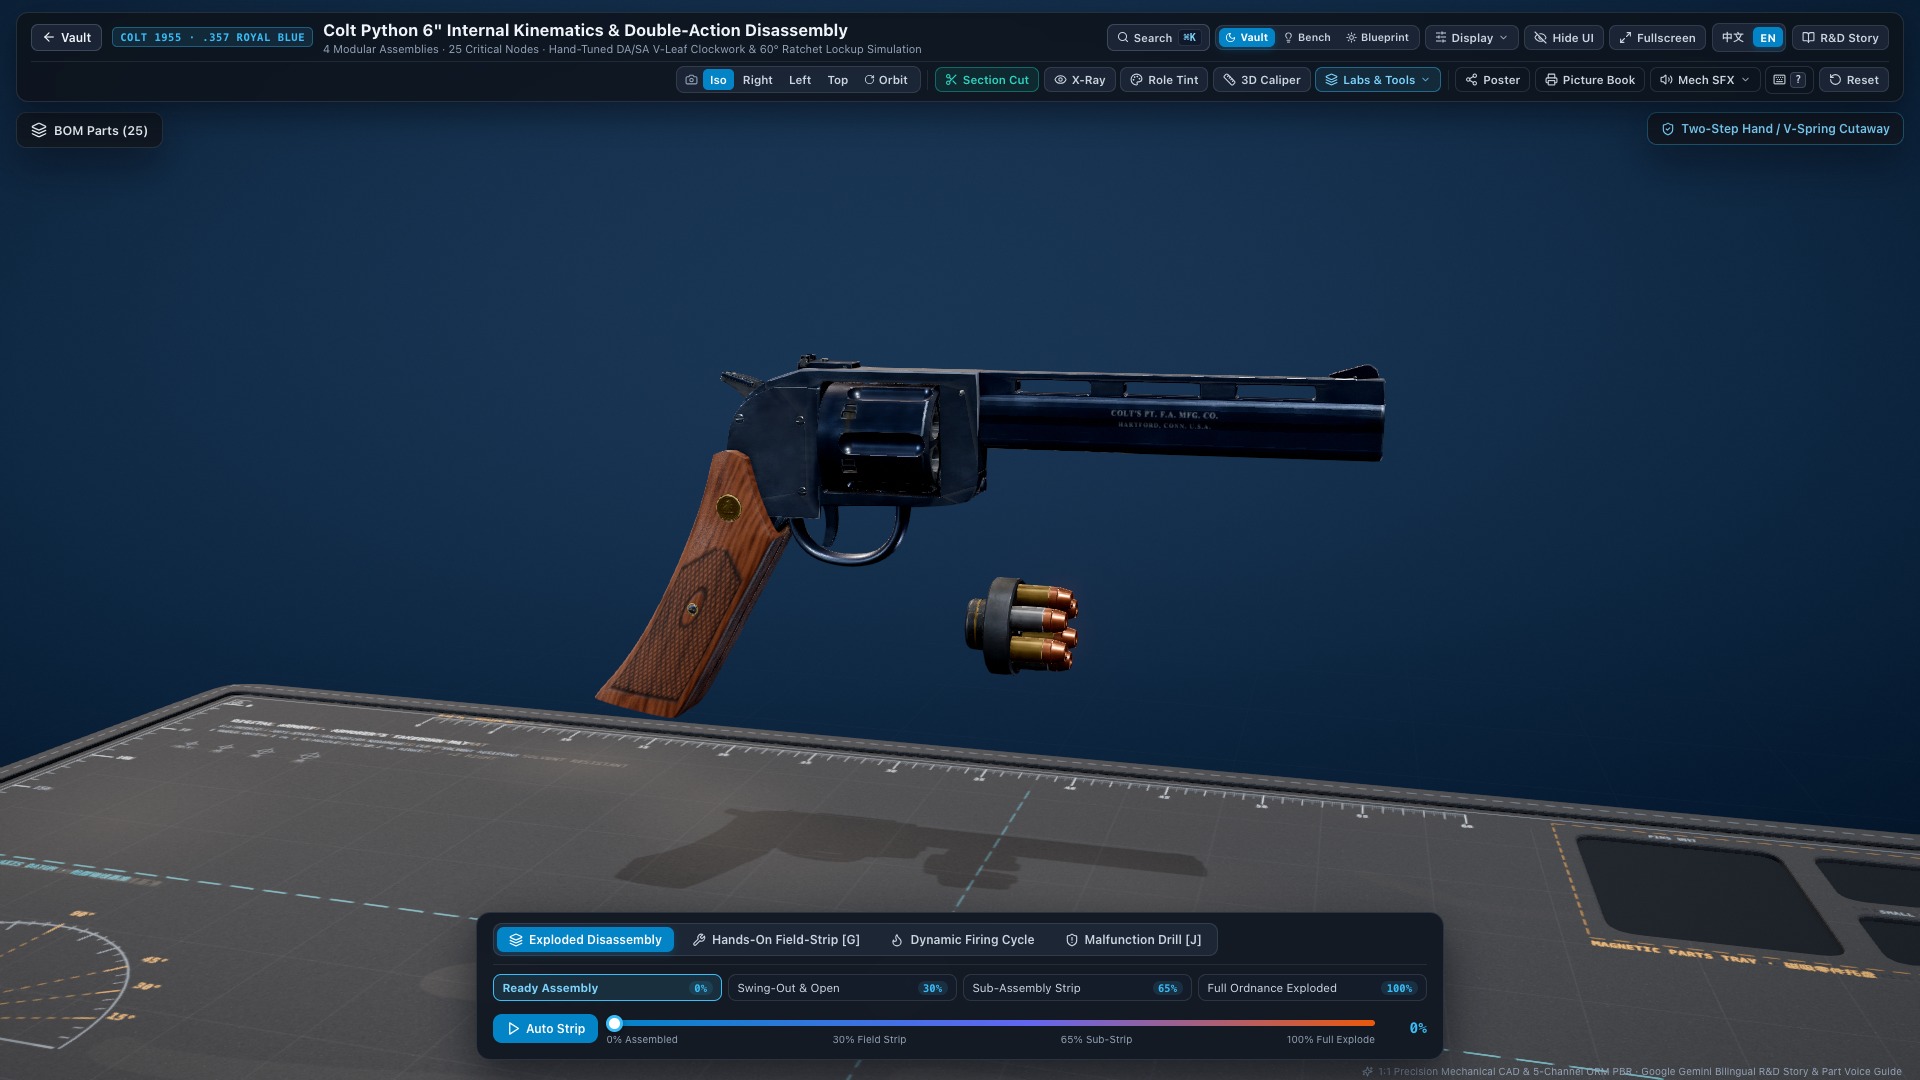 Vault
COLT 1955 · .357 ROYAL BLUE
Colt Python 6" Internal Kinematics & Double-Action Disassembly
4 Modular Assemblies · 25 Critical Nodes · Hand-Tuned DA/SA V-Leaf Clockwork & 60° Ratchet Lockup Simulation
Search ⌘K
Vault Bench Blueprint
Display
Hide UI
Fullscreen
中文 EN
R&D Story
Iso Right Left Top Orbit
Section Cut
X-Ray
Role Tint
3D Caliper
Labs & Tools
Poster
Picture Book
Mech SFX
?
Reset
BOM Parts (25)
Two-Step Hand / V-Spring Cutaway
COLT'S PT. F.A. MFG. CO.
HARTFORD, CONN. U.S.A.
90°
45°
30°
15°
SMALL
MAGNETIC PARTS TRAY ·
Exploded Disassembly
Hands-On Field-Strip [G]
Dynamic Firing Cycle
Malfunction Drill [J]
Ready Assembly 0%
Swing-Out & Open 30%
Sub-Assembly Strip 65%
Full Ordnance Exploded 100%
Auto Strip
0%
0% Assembled
30% Field Strip
65% Sub-Strip
100% Full Explode
1:1 Precision Mechanical CAD & 5-Channel ORM PBR · Google Gemini Bilingual R&D Story & Part Voice Guide